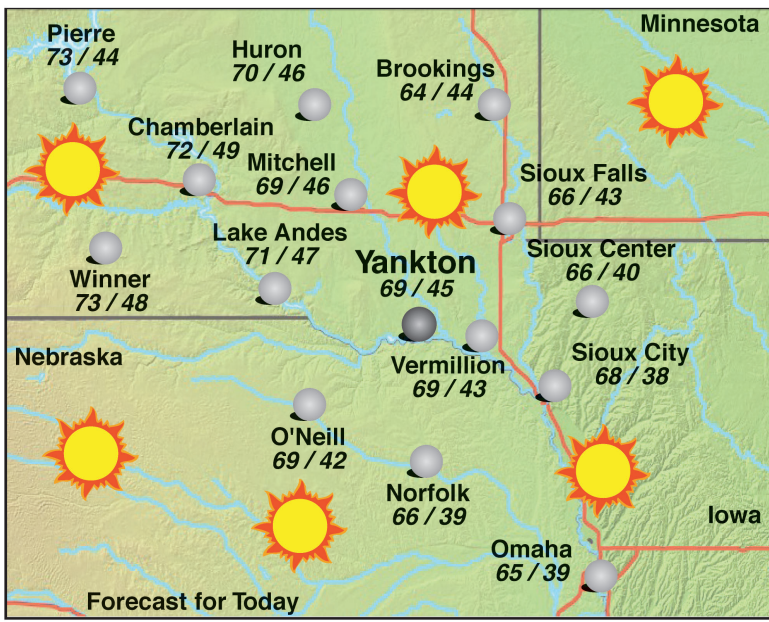 Minnesota
Pierre
73 / 44
Huron
70 / 46
Brookings
64 / 44
Chamberlain
72 / 49
Mitchell
69 / 46
Sioux Falls
66 / 43
Lake Andes
71 / 47
Yankton
69 / 45
Sioux Center
66 / 40
Winner
73 / 48
Nebraska
Vermillion
69 / 43
Sioux City
68 / 38
O'Neill
69 / 42
Norfolk
66 / 39
Iowa
Omaha
65 / 39
Forecast for Today